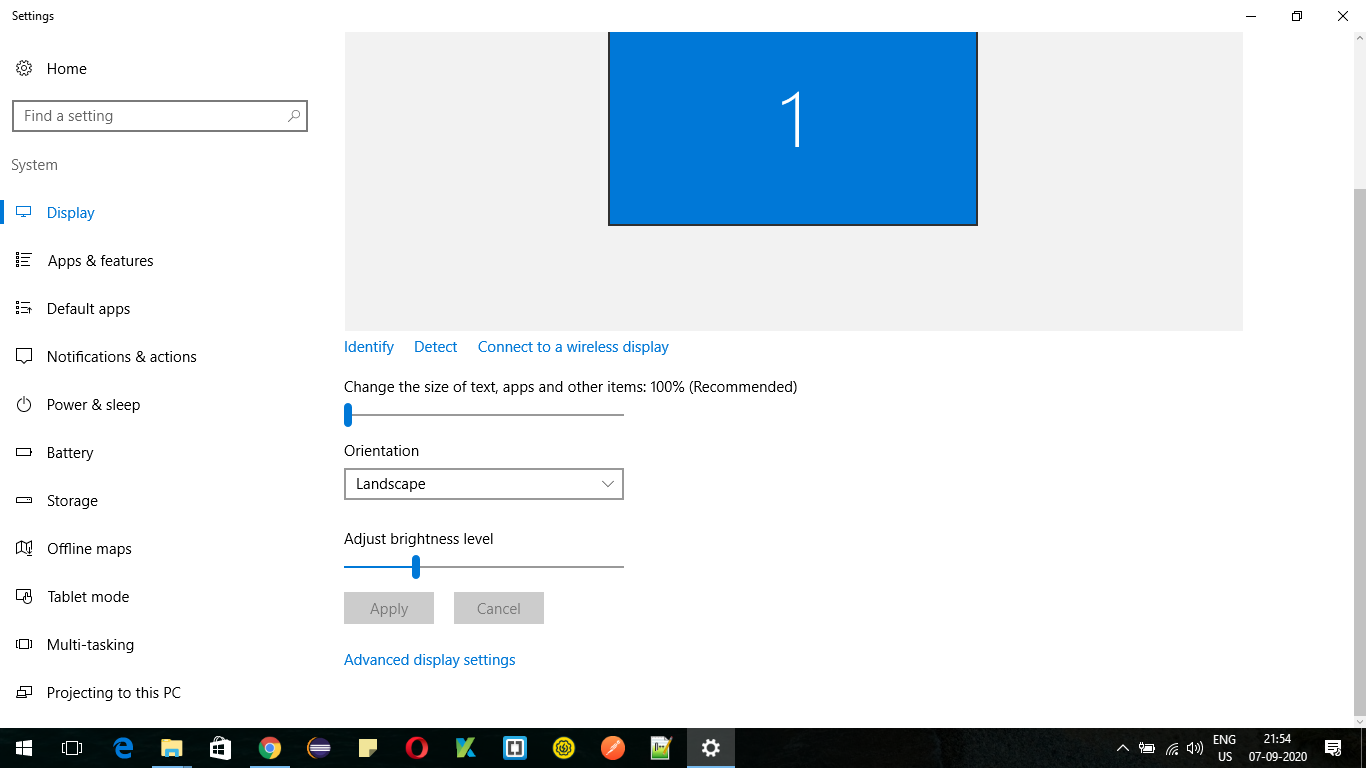 Settings
Home
Find a setting
System
Display
Apps & features
Default apps
Notifications & actions
Power & sleep
Battery
Storage
Offline maps
Tablet mode
Multi-tasking
Projecting to this PC
1
Identify Detect Connect to a wireless display
Change the size of text, apps and other items: 100% (Recommended)
Orientation
Landscape
Adjust brightness level
Apply Cancel
Advanced display settings
ENG
US
21:54
07-09-2020